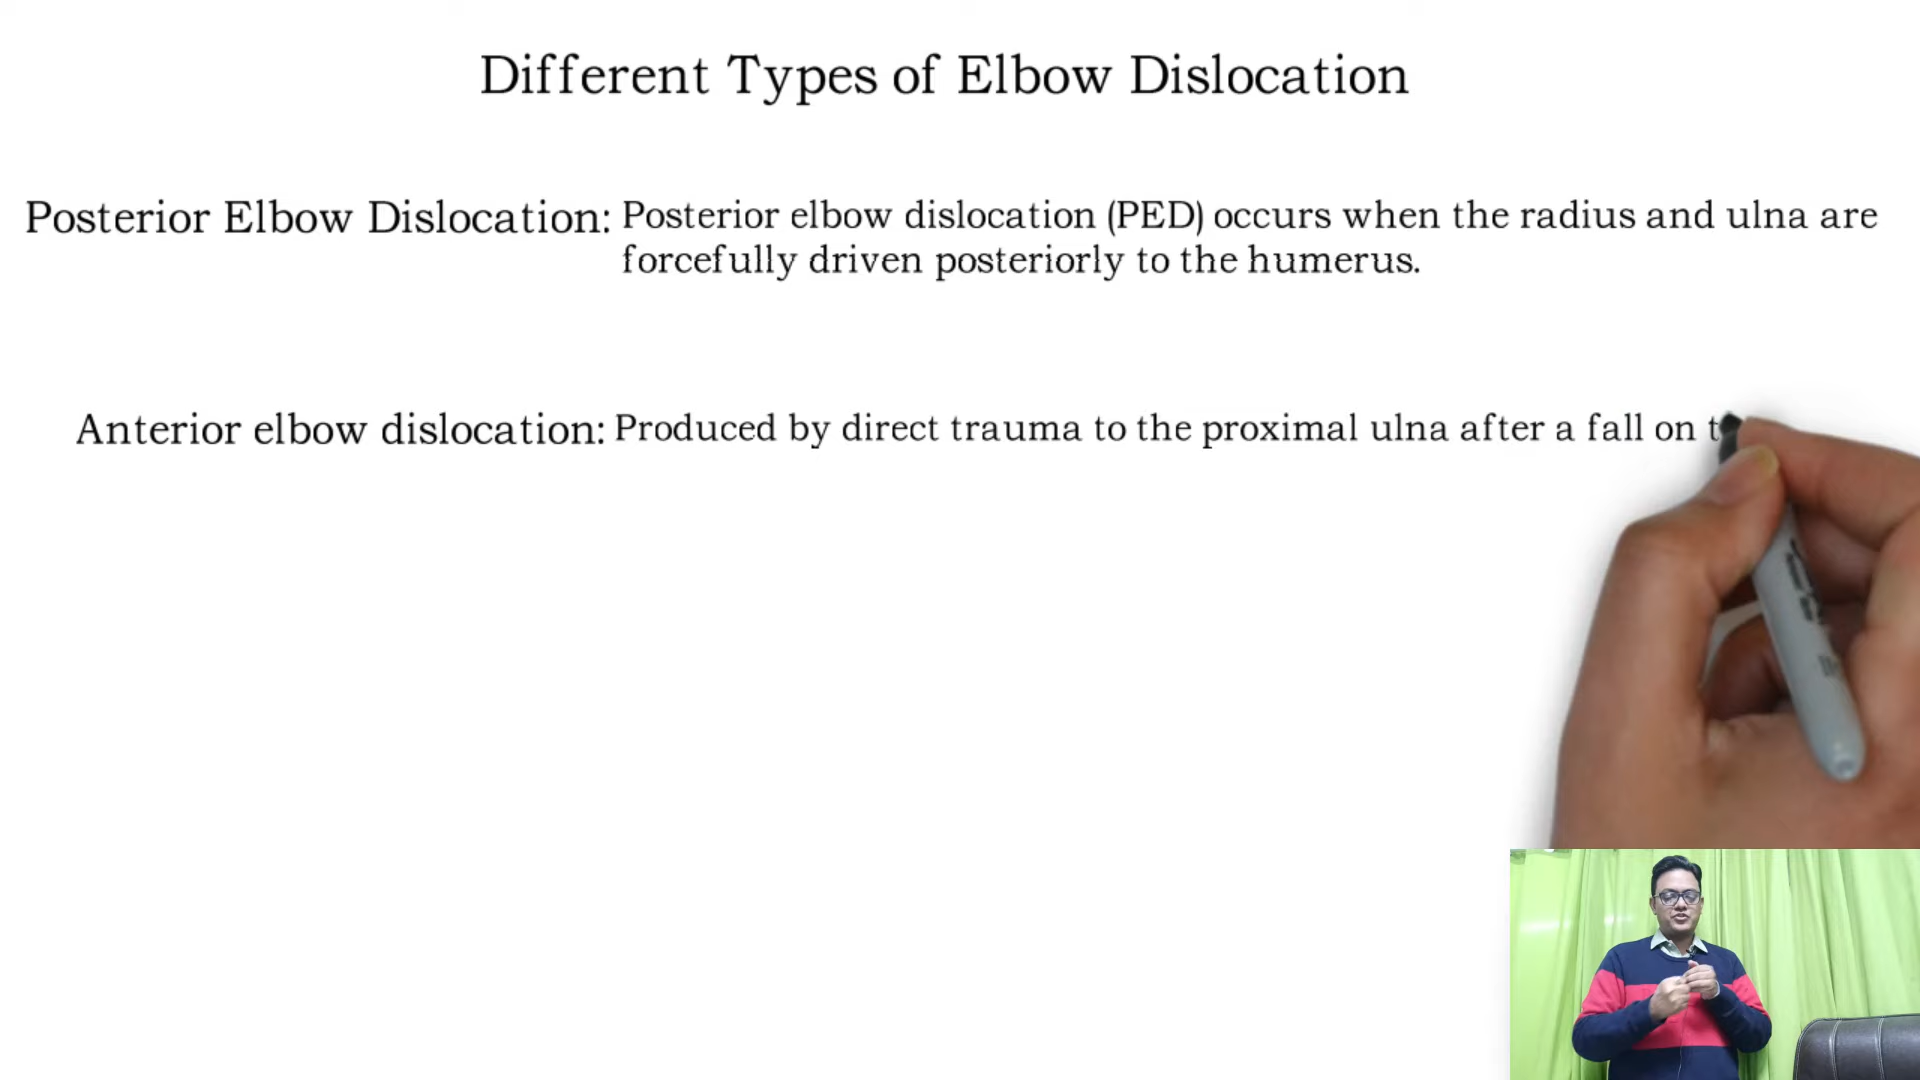 Different Types of Elbow Dislocation
Posterior Elbow Dislocation: Posterior elbow dislocation (PED) occurs when the radius and ulna are
forcefully driven posteriorly to the humerus.
Anterior elbow dislocation: Produced by direct trauma to the proximal ulna after a fall on t